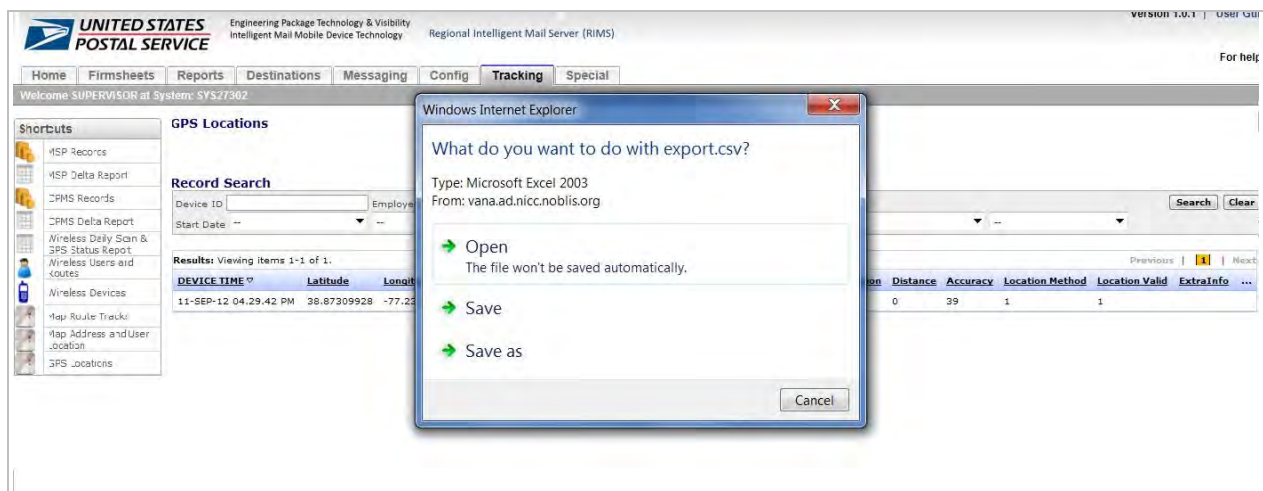 UNITED STATES
POSTAL SERVICE
Engineering Package Technology & Visibility
Intelligent Mail Mobile Device Technology
Regional Intelligent Mail Server (RIMS)
Version 1.0.1 | User Gui
For help
Home Firmsheets Reports Destinations Messaging Config Tracking Special
Welcome SUPERVISOR at System: SYS27302
Shortcuts
MSP Records
MSP Delta Report
CPMS Records
CPMS Delta Report
Wireless Daily Scan &
GPS Status Report
Wireless Users and
Routes
Wireless Devices
Map Route Tracks
Map Address and User
Location
GPS Locations
GPS Locations
Record Search
Device ID Employe
Start Date -- -- --
Search Clear
Results: Viewing items 1-1 of 1.
Previous | 1 | Next
DEVICE TIME Latitude Longit on Distance Accuracy Location Method Location Valid ExtraInfo ...
11-SEP-12 04.29.42 PM 38.87309928 -77.23 0 39 1 1
Windows Internet Explorer
What do you want to do with export.csv?
Type: Microsoft Excel 2003
From: vana.ad.nicc.noblis.org
Open
The file won't be saved automatically.
Save
Save as
Cancel